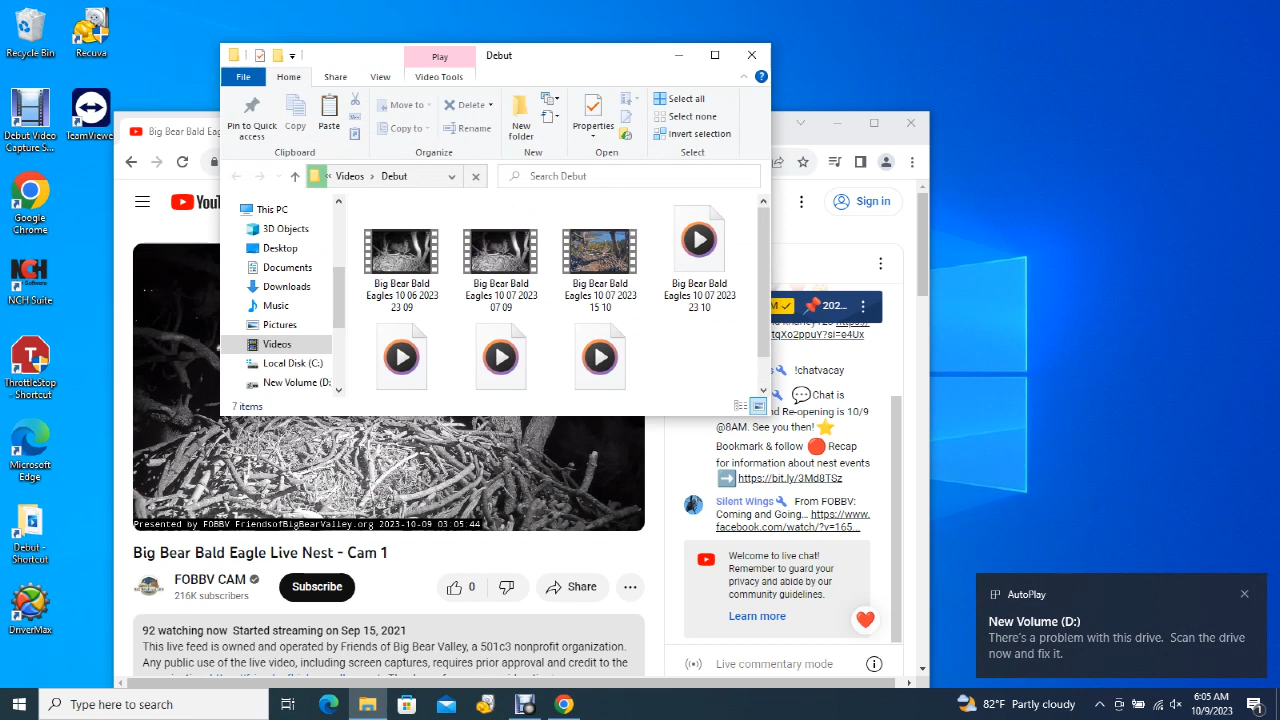 Recycle Bin
Recuva
Debut Video
Capture S...
TeamViewer
Google
Chrome
NCH Suite
ThrottleStop
- Shortcut
Microsoft
Edge
Debut -
Shortcut
DriverMax
Play
Debut
File
Home
Share
View
Video Tools
Pin to Quick
access
Copy
Paste
Clipboard
Move to
Copy to
Delete
Rename
Organize
New
folder
New
Properties
Open
Select all
Select none
Invert selection
Select
« Videos > Debut
Search Debut
This PC
3D Objects
Desktop
Documents
Downloads
Music
Pictures
Videos
Local Disk (C:)
New Volume (D:
Big Bear Bald
Eagles 10 06 2023
23 09
Big Bear Bald
Eagles 10 07 2023
07 09
Big Bear Bald
Eagles 10 07 2023
15 10
Big Bear Bald
Eagles 10 07 2023
23 10
7 items
Big Bear Bald Eag
Sign in
202...
tqXo2ppuY?si=e4Ux
!chatvacay
Chat is
nd Re-opening is 10/9
@8AM. See you then!
Bookmark & follow Recap
for information about nest events
https://bit.ly/3Md8TSz
Silent Wings From FOBBV:
Coming and Going... https://www.
facebook.com/watch/?v=165...
Welcome to live chat!
Remember to guard your
privacy and abide by our
community guidelines.
Learn more
Live commentary mode
Presented by FOBBV FriendsofBigBearValley.org 2023-10-09 03:05:44
Big Bear Bald Eagle Live Nest - Cam 1
FOBBV CAM
216K subscribers
Subscribe
0
Share
92 watching now Started streaming on Sep 15, 2021
This live feed is owned and operated by Friends of Big Bear Valley, a 501c3 nonprofit organization.
Any public use of the live video, including screen captures, requires prior approval and credit to the
AutoPlay
New Volume (D:)
There's a problem with this drive. Scan the drive
now and fix it.
Type here to search
82°F Partly cloudy
6:05 AM
10/9/2023
1